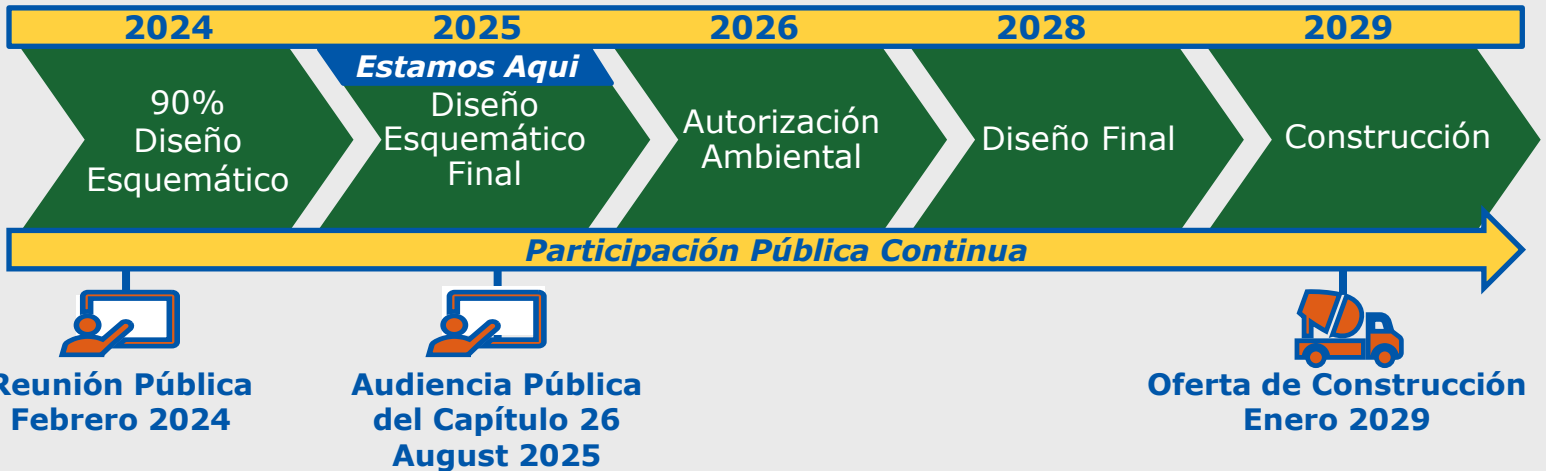 2024 2025 2026 2028 2029
Estamos Aqui
90%
Diseño
Esquemático
Diseño
Esquemático
Final
Autorización
Ambiental
Diseño Final
Construcción
Participación Pública Continua
Reunión Pública
Febrero 2024
Audiencia Pública
del Capítulo 26
August 2025
Oferta de Construcción
Enero 2029